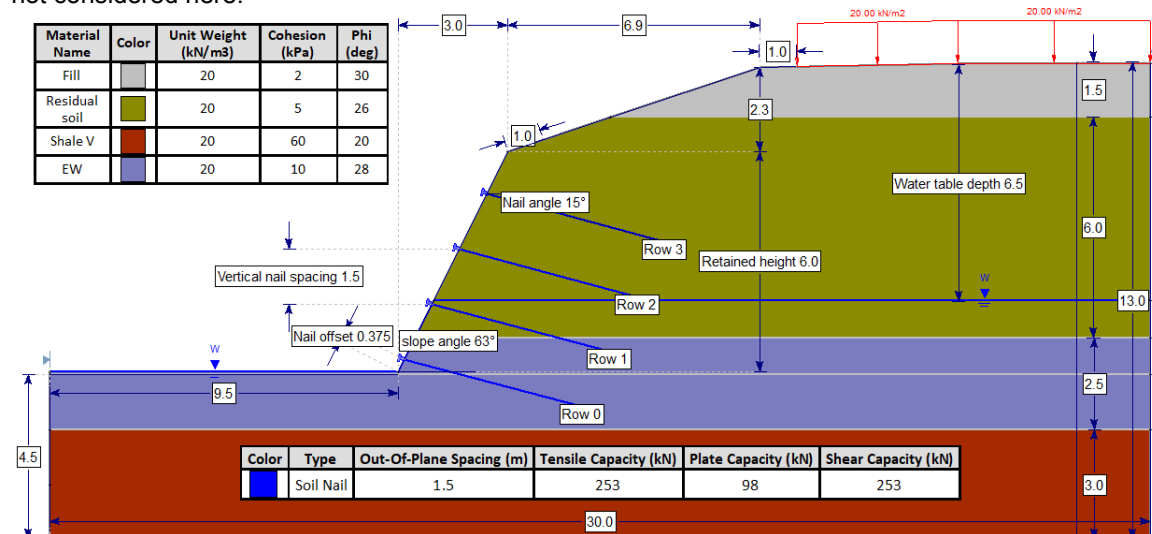 not considered here.
Material Name Color Unit Weight (kN/m3) Cohesion (kPa) Phi (deg)
Fill 20 2 30
Residual soil 20 5 26
Shale V 20 60 20
EW 20 10 28
3.0
6.9
20.00 kN/m2
20.00 kN/m2
1.0
1.5
2.3
1.0
Nail angle 15°
Water table depth 6.5
6.0
Row 3
Retained height 6.0
Vertical nail spacing 1.5
Row 2
W
13.0
Nail offset 0.375
slope angle 63°
W
Row 1
9.5
2.5
Row 0
4.5
Color Type Out-Of-Plane Spacing (m) Tensile Capacity (kN) Plate Capacity (kN) Shear Capacity (kN)
Soil Nail 1.5 253 98 253
3.0
30.0